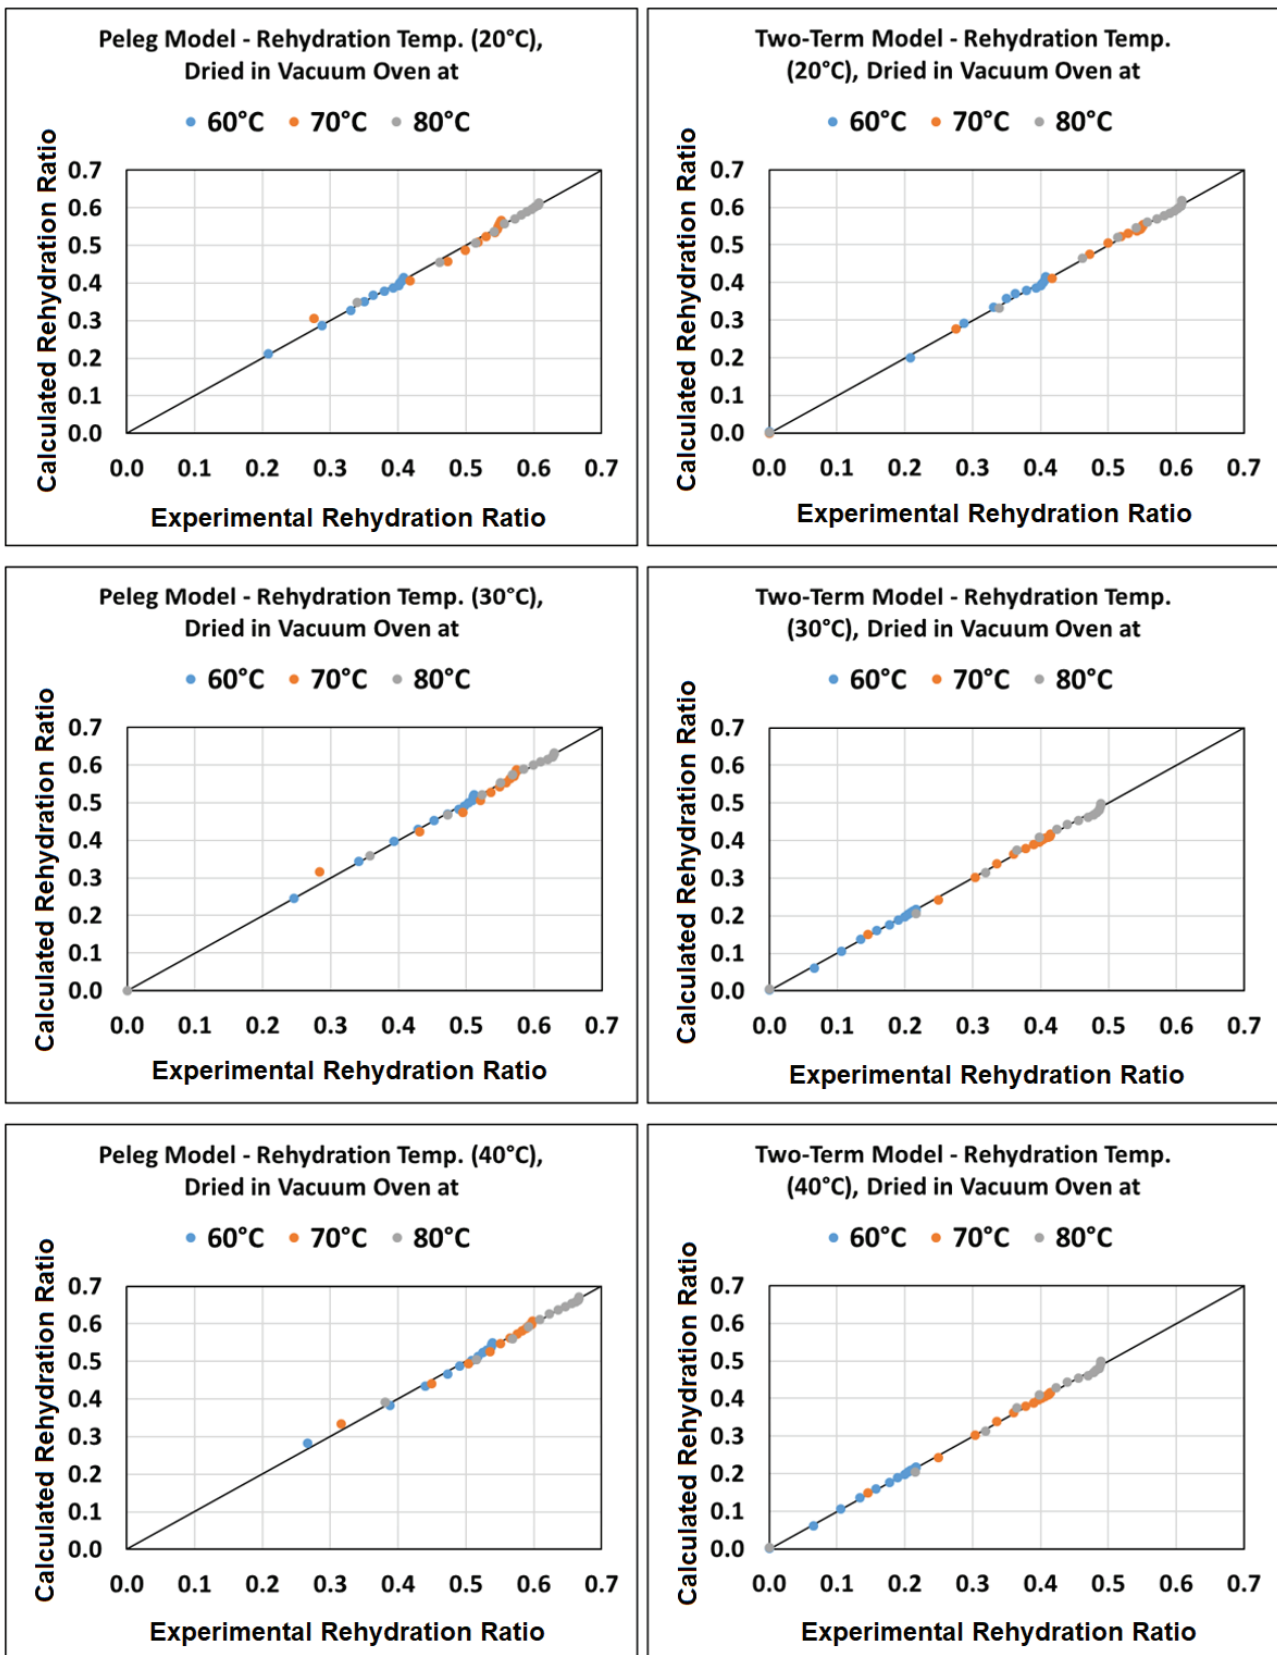 Peleg Model - Rehydration Temp. (20°C),
Dried in Vacuum Oven at
60°C 70°C 80°C
Calculated Rehydration Ratio
0.7
0.6
0.5
0.4
0.3
0.2
0.1
0.0
0.0 0.1 0.2 0.3 0.4 0.5 0.6 0.7
Experimental Rehydration Ratio
Two-Term Model - Rehydration Temp.
(20°C), Dried in Vacuum Oven at
60°C 70°C 80°C
Calculated Rehydration Ratio
0.7
0.6
0.5
0.4
0.3
0.2
0.1
0.0
0.0 0.1 0.2 0.3 0.4 0.5 0.6 0.7
Experimental Rehydration Ratio
Peleg Model - Rehydration Temp. (30°C),
Dried in Vacuum Oven at
60°C 70°C 80°C
Calculated Rehydration Ratio
0.7
0.6
0.5
0.4
0.3
0.2
0.1
0.0
0.0 0.1 0.2 0.3 0.4 0.5 0.6 0.7
Experimental Rehydration Ratio
Two-Term Model - Rehydration Temp.
(30°C), Dried in Vacuum Oven at
60°C 70°C 80°C
Calculated Rehydration Ratio
0.7
0.6
0.5
0.4
0.3
0.2
0.1
0.0
0.0 0.1 0.2 0.3 0.4 0.5 0.6 0.7
Experimental Rehydration Ratio
Peleg Model - Rehydration Temp. (40°C),
Dried in Vacuum Oven at
60°C 70°C 80°C
Calculated Rehydration Ratio
0.7
0.6
0.5
0.4
0.3
0.2
0.1
0.0
0.0 0.1 0.2 0.3 0.4 0.5 0.6 0.7
Experimental Rehydration Ratio
Two-Term Model - Rehydration Temp.
(40°C), Dried in Vacuum Oven at
60°C 70°C 80°C
Calculated Rehydration Ratio
0.7
0.6
0.5
0.4
0.3
0.2
0.1
0.0
0.0 0.1 0.2 0.3 0.4 0.5 0.6 0.7
Experimental Rehydration Ratio